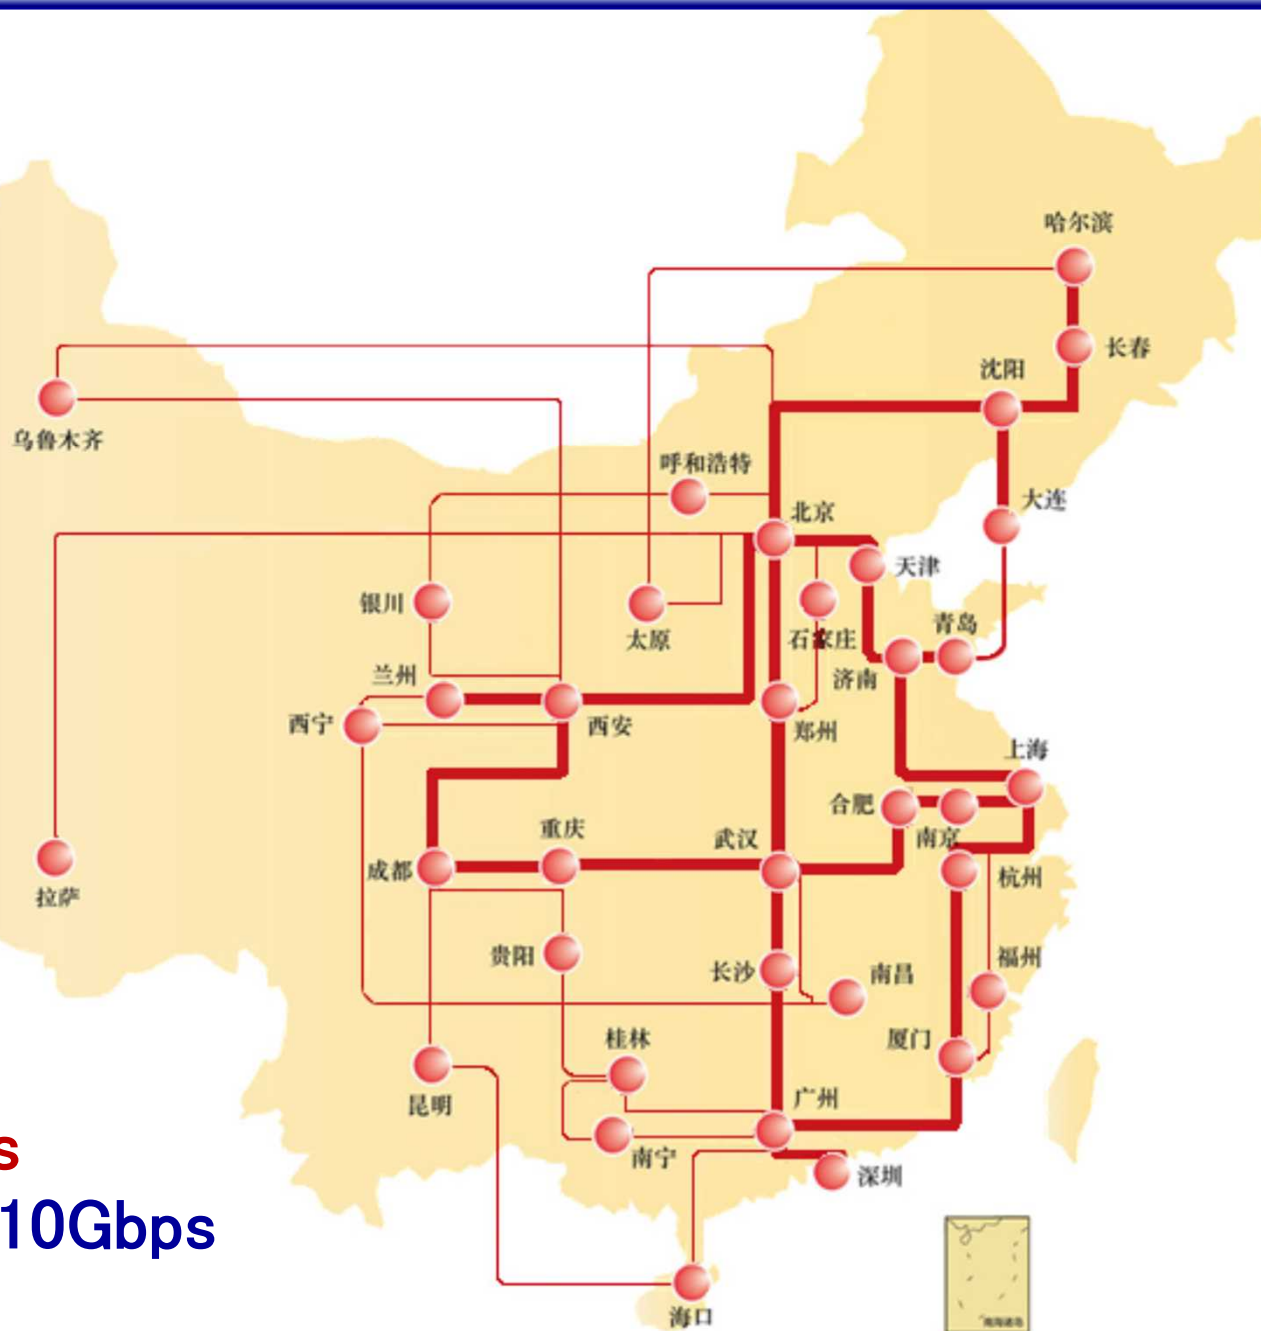 哈尔滨
长春
沈阳
乌鲁木齐
呼和浩特
大连
北京
天津
银川
太原
石家庄
青岛
兰州
济南
西宁
西安
郑州
上海
合肥
南京
重庆
武汉
成都
杭州
拉萨
贵阳
长沙
南昌
福州
桂林
厦门
昆明
广州
s
南宁
深圳
10Gbps
海口
南海诸岛